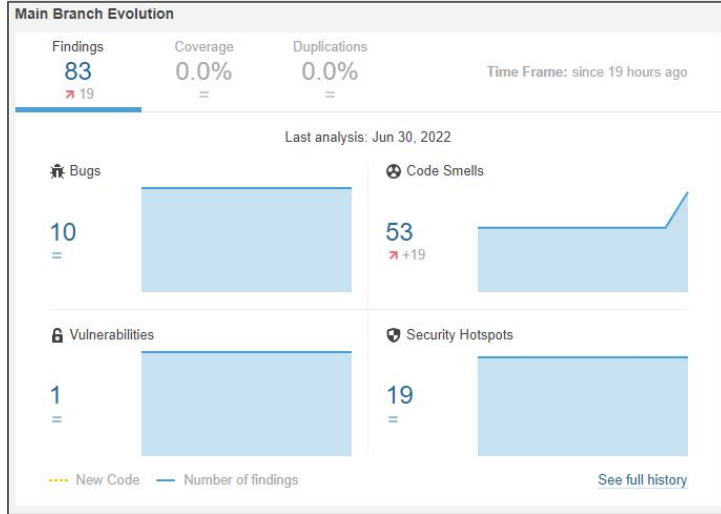 Main Branch Evolution
Findings Coverage Duplications
83 0.0% 0.0%
19 = =
Time Frame: since 19 hours ago
Last analysis: Jun 30, 2022
Bugs
10
=
Code Smells
53
+19
Vulnerabilities
1
=
Security Hotspots
19
=
New Code Number of findings
See full history